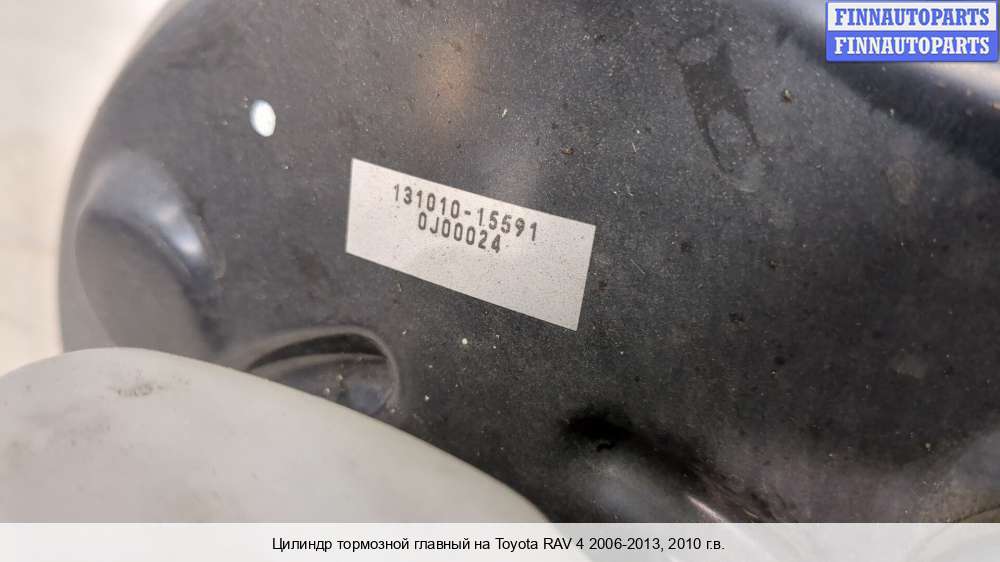 FINNAUTOPARTS
FINNAUTOPARTS
131010-15591
0J00024
Цилиндр тормозной главный на Toyota RAV 4 2006-2013, 2010 г.в.